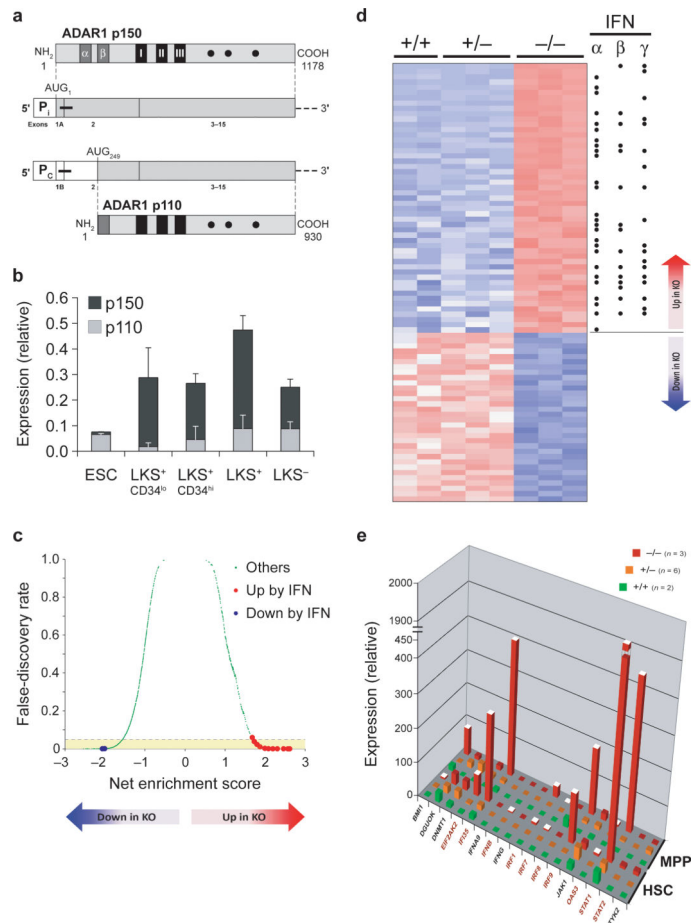 a
ADAR1 p150
NH2
α β I II III
COOH
1
1178
AUG1
5' PI 3'
Exons 1A 2 3–15
AUG249
5' PC 3'
1B 2 3–15
ADAR1 p110
NH2
COOH
1
930
b
p150
p110
Expression (relative)
0.6
0.5
0.4
0.3
0.2
0.1
0.0
ESC LKS+ LKS+ LKS+ LKS−
CD34lo CD34hi
c
False-discovery rate
1.0
0.8
0.6
0.4
0.2
0
Others
Up by IFN
Down by IFN
−3 −2 −1 0 1 2 3
Net enrichment score
Down in KO Up in KO
d
IFN
+/+ +/− −/− α β γ
Up in KO
Down in KO
e
−/− (n = 3)
+/− (n = 6)
+/+ (n = 2)
Expression (relative)
2000
1900
450
400
300
200
100
0
BMI1
DGUOK
DNMT1
EIF2AK2
IFI35
IFNA9
IFNB
IFNG
IRF1
IRF7
IRF8
IRF9
JAK1
OAS3
STAT1
STAT2
TYK2
HSC
MPP